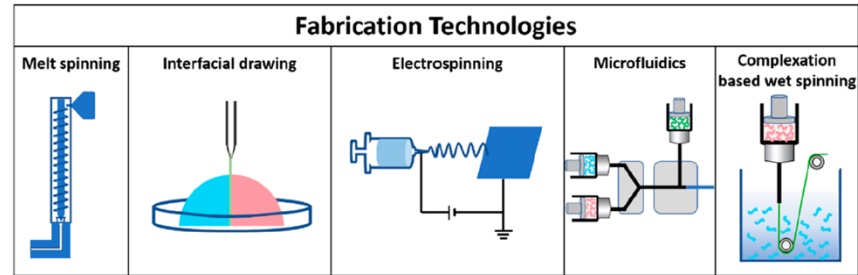 Fabrication Technologies
Melt spinning
Interfacial drawing
Electrospinning
Microfluidics
Complexation
based wet spinning